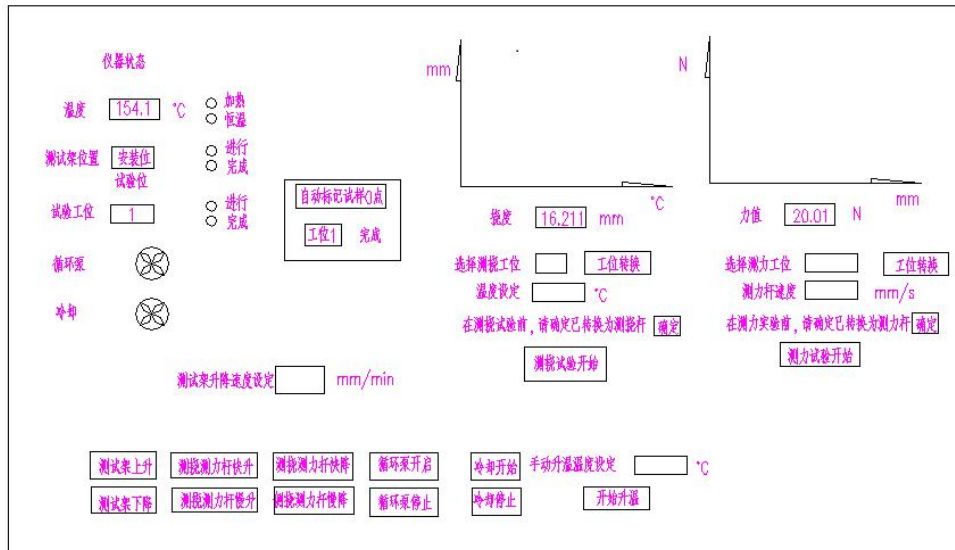 仪器状态
温度 154.1 °C
加热
恒温
测试架位置 安装位
试验位
进行
完成
试验工位 1
进行
完成
循环泵
冷却
自动标记试样0点
工位1 完成
测试架升降速度设定 mm/min
mm
°C
挠度 16.211 mm
选择测挠工位 工位转换
温度设定 °C
在测挠试验前，请确定已转换为测挠杆 确定
测挠试验开始
N
mm
力值 20.01 N
选择测力工位 工位转换
测力杆速度 mm/s
在测力实验前，请确定已转换为测力杆 确定
测力试验开始
测试架上升 测挠测力杆快升 测挠测力杆快降 循环泵开启 冷却开始 手动升温温度设定 °C
测试架下降 测挠测力杆慢升 测挠测力杆慢降 循环泵停止 冷却停止 开始升温